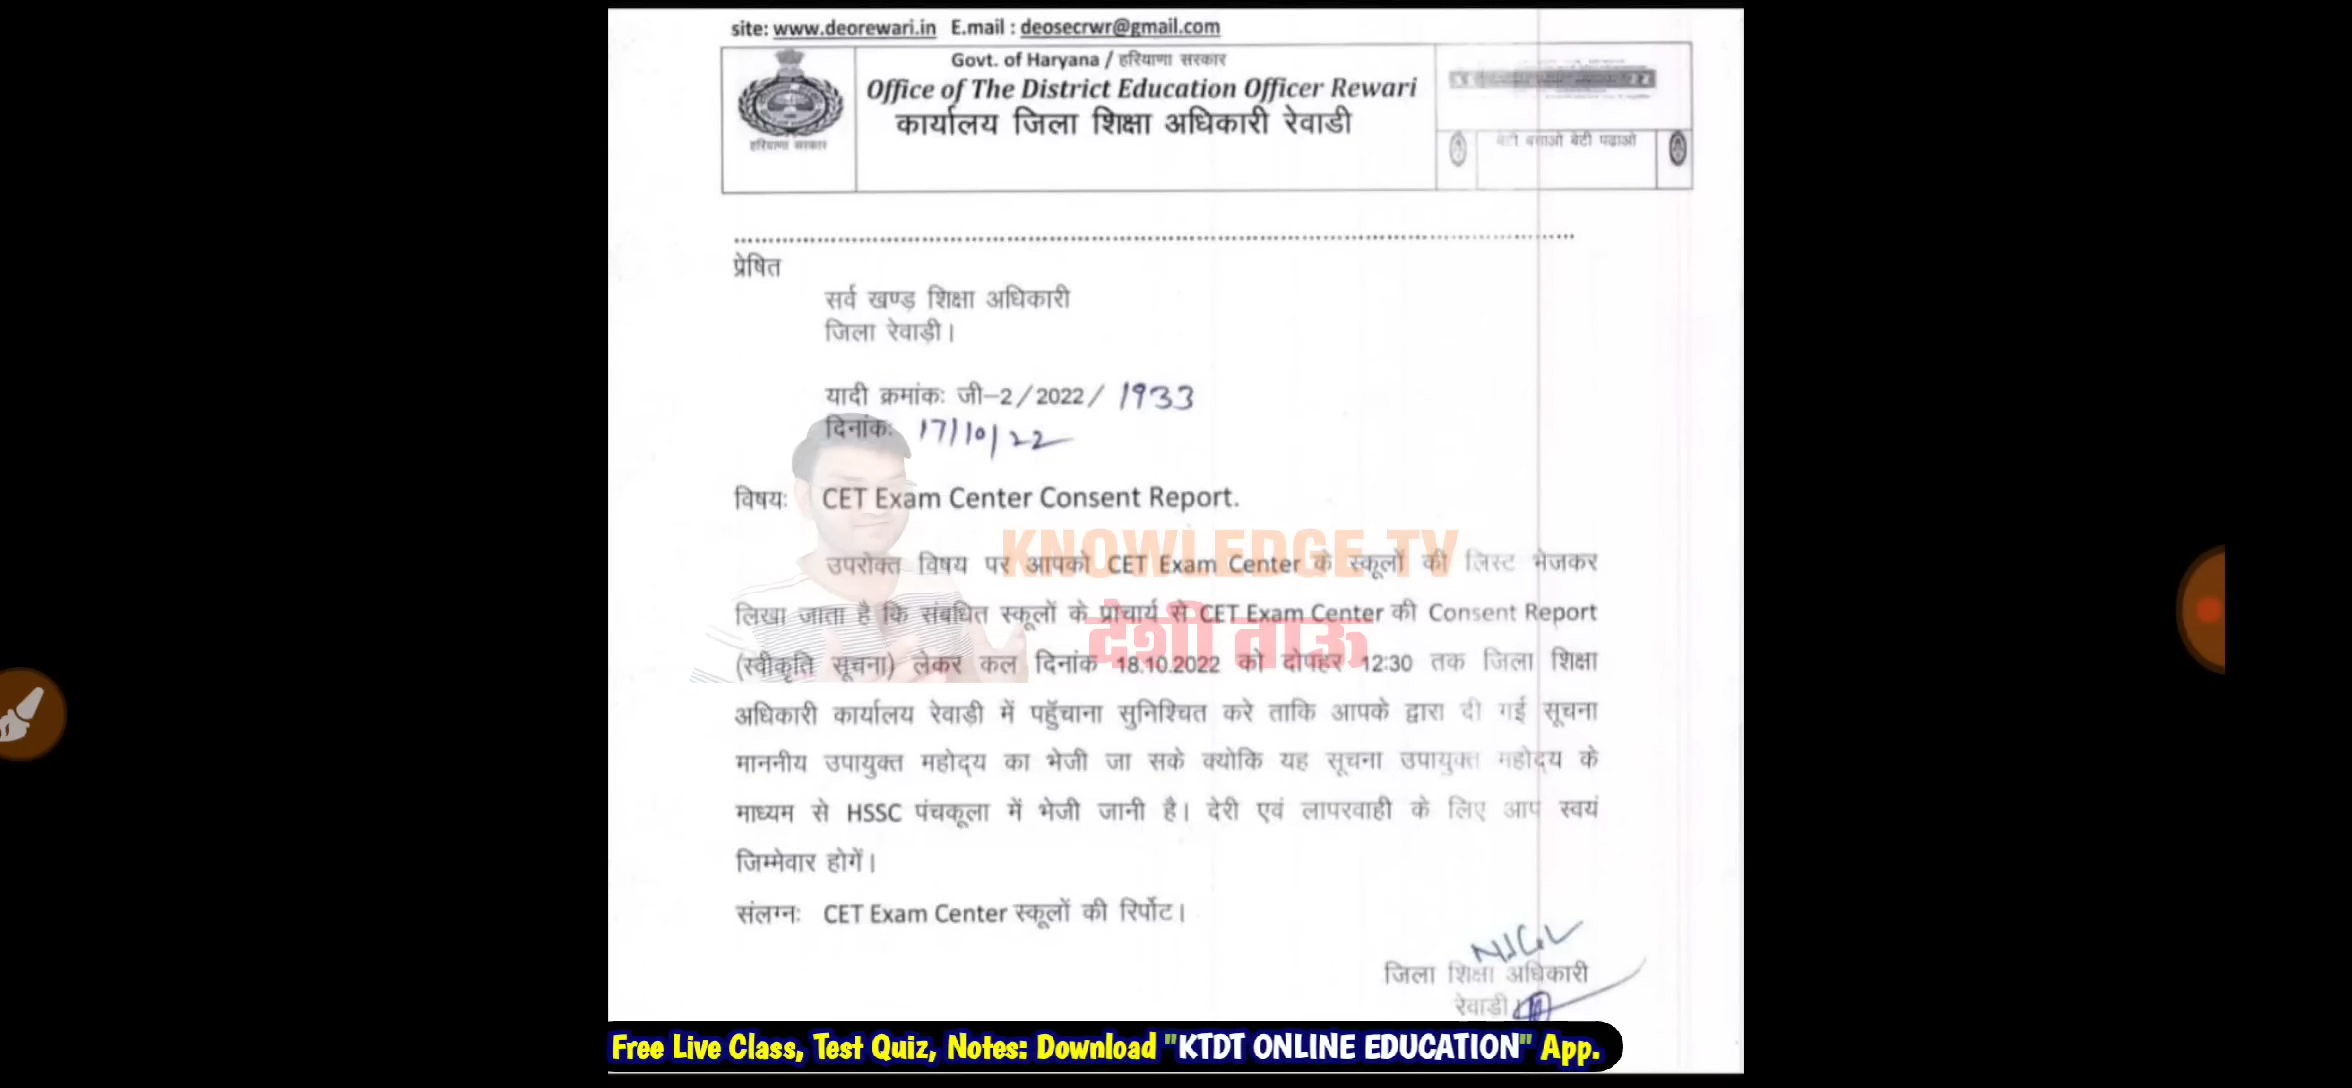 site: www.deorewari.in E.mail : deosecrwr@gmail.com
Govt. of Haryana / हरियाणा सरकार
Office of The District Education Officer Rewari
कार्यालय जिला शिक्षा अधिकारी रेवाडी
हरियाणा सरकार
बेटी बचाओ बेटी पढाओ
प्रेषित
सर्व खण्ड शिक्षा अधिकारी
जिला रेवाड़ी।
यादी क्रमांकः जी–2/2022/ 1933
दिनांकः 17/10/22
विषयः CET Exam Center Consent Report.
KNOWLEDGE TV
उपरोक्त विषय पर आपको CET Exam Center के स्कूलों की लिस्ट भेजकर
लिखा जाता है कि संबधित स्कूलों के प्राचार्य से CET Exam Center की Consent Report
देशी ताऊ
(स्वीकृति सूचना) लेकर कल दिनांक 18.10.2022 को दोपहर 12:30 तक जिला शिक्षा
अधिकारी कार्यालय रेवाड़ी में पहुँचाना सुनिश्चित करे ताकि आपके द्वारा दी गई सूचना
माननीय उपायुक्त महोद्य का भेजी जा सके क्योकि यह सूचना उपायुक्त महोद्य के
माध्यम से HSSC पंचकूला में भेजी जानी है। देरी एवं लापरवाही के लिए आप स्वयं
जिम्मेवार होगें।
संलग्नः CET Exam Center स्कूलों की रिर्पोट।
जिला शिक्षा अधिकारी
रेवाडी।
Free Live Class, Test Quiz, Notes: Download "KTDT ONLINE EDUCATION" App.